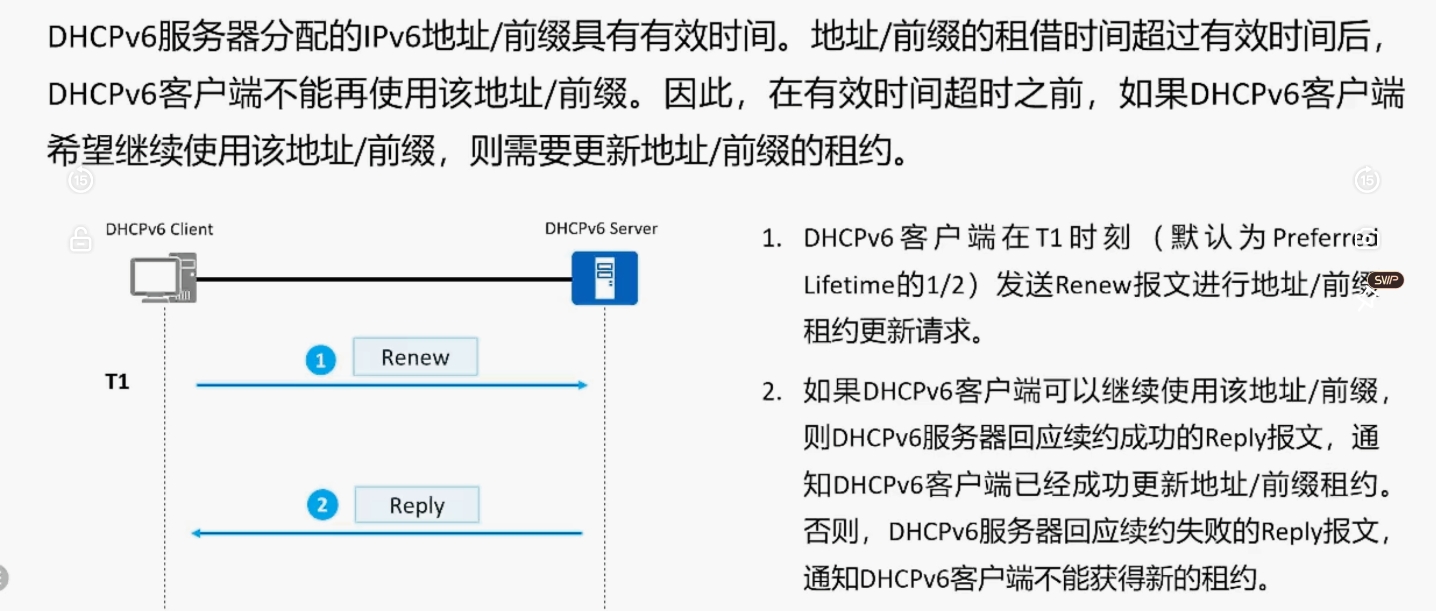 DHCPv6服务器分配的IPv6地址/前缀具有有效时间。地址/前缀的租借时间超过有效时间后，
DHCPv6客户端不能再使用该地址/前缀。因此，在有效时间超时之前，如果DHCPv6客户端
希望继续使用该地址/前缀，则需要更新地址/前缀的租约。
15
15
DHCPv6 Client
DHCPv6 Server
1. DHCPv6客户端在T1时刻（默认为Preferred
Lifetime的1/2）发送Renew报文进行地址/前缀
SVIP
租约更新请求。
1 Renew
T1
2. 如果DHCPv6客户端可以继续使用该地址/前缀，
则DHCPv6服务器回应续约成功的Reply报文，通
知DHCPv6客户端已经成功更新地址/前缀租约。
否则，DHCPv6服务器回应续约失败的Reply报文，
通知DHCPv6客户端不能获得新的租约。
2 Reply